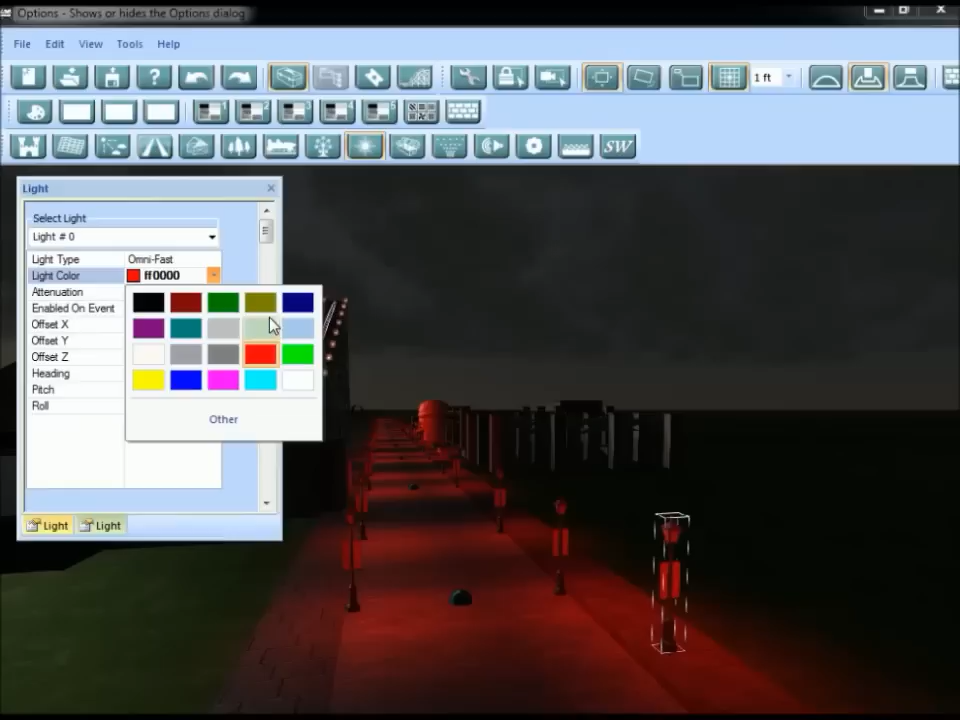 Options - Shows or hides the Options dialog
File Edit View Tools Help
1 ft
SW
Light
Select Light
Light # 0
Light Type Omni-Fast
Light Color ff0000
Attenuation
Enabled On Event
Offset X
Offset Y
Offset Z
Heading
Pitch
Roll
Other
Light Light